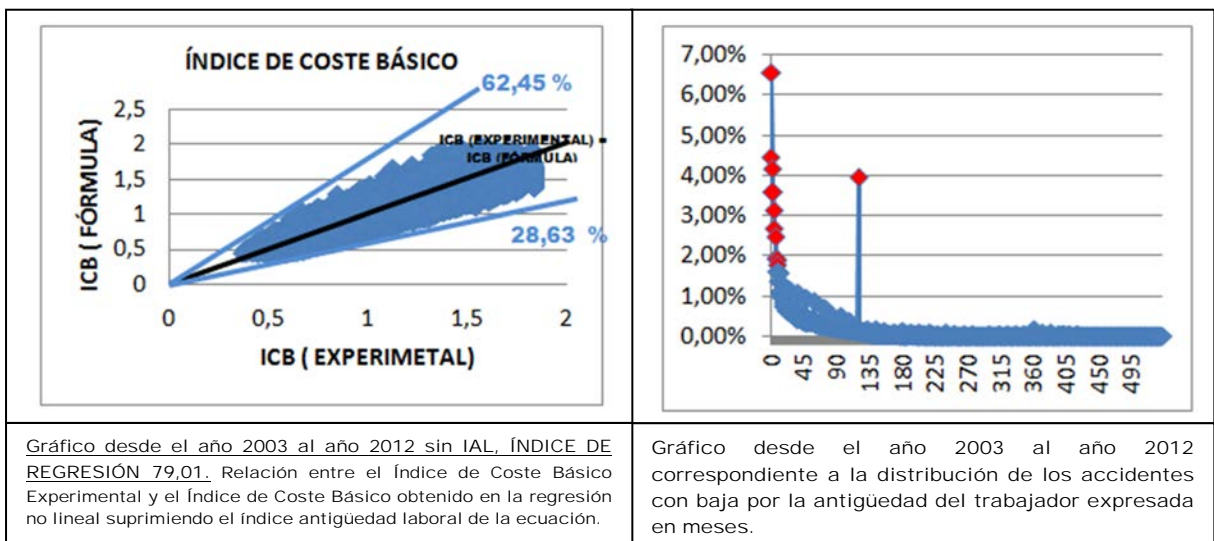 ÍNDICE DE COSTE BÁSICO
62,45 %
ICB (EXPERIMENTAL) =
ICB (FÓRMULA)
28,63 %
ICB ( FÓRMULA)
2,5
2
1,5
1
0,5
0
0 0,5 1 1,5 2
ICB ( EXPERIMETAL)
7,00%
6,00%
5,00%
4,00%
3,00%
2,00%
1,00%
0,00%
0 45 90 135 180 225 270 315 360 405 450 495
Gráfico desde el año 2003 al año 2012 sin IAL, ÍNDICE DE
REGRESIÓN 79,01. Relación entre el Índice de Coste Básico
Experimental y el Índice de Coste Básico obtenido en la regresión
no lineal suprimiendo el índice antigüedad laboral de la ecuación.
Gráfico desde el año 2003 al año 2012
correspondiente a la distribución de los accidentes
con baja por la antigüedad del trabajador expresada
en meses.